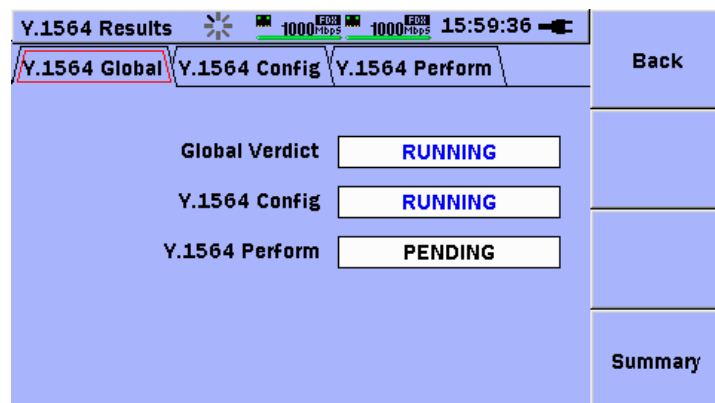 Y.1564 Results 1000 FDX Mbps 1000 FDX Mbps 15:59:36
Back
Y.1564 Global Y.1564 Config Y.1564 Perform
Global Verdict RUNNING
Y.1564 Config RUNNING
Y.1564 Perform PENDING
Summary